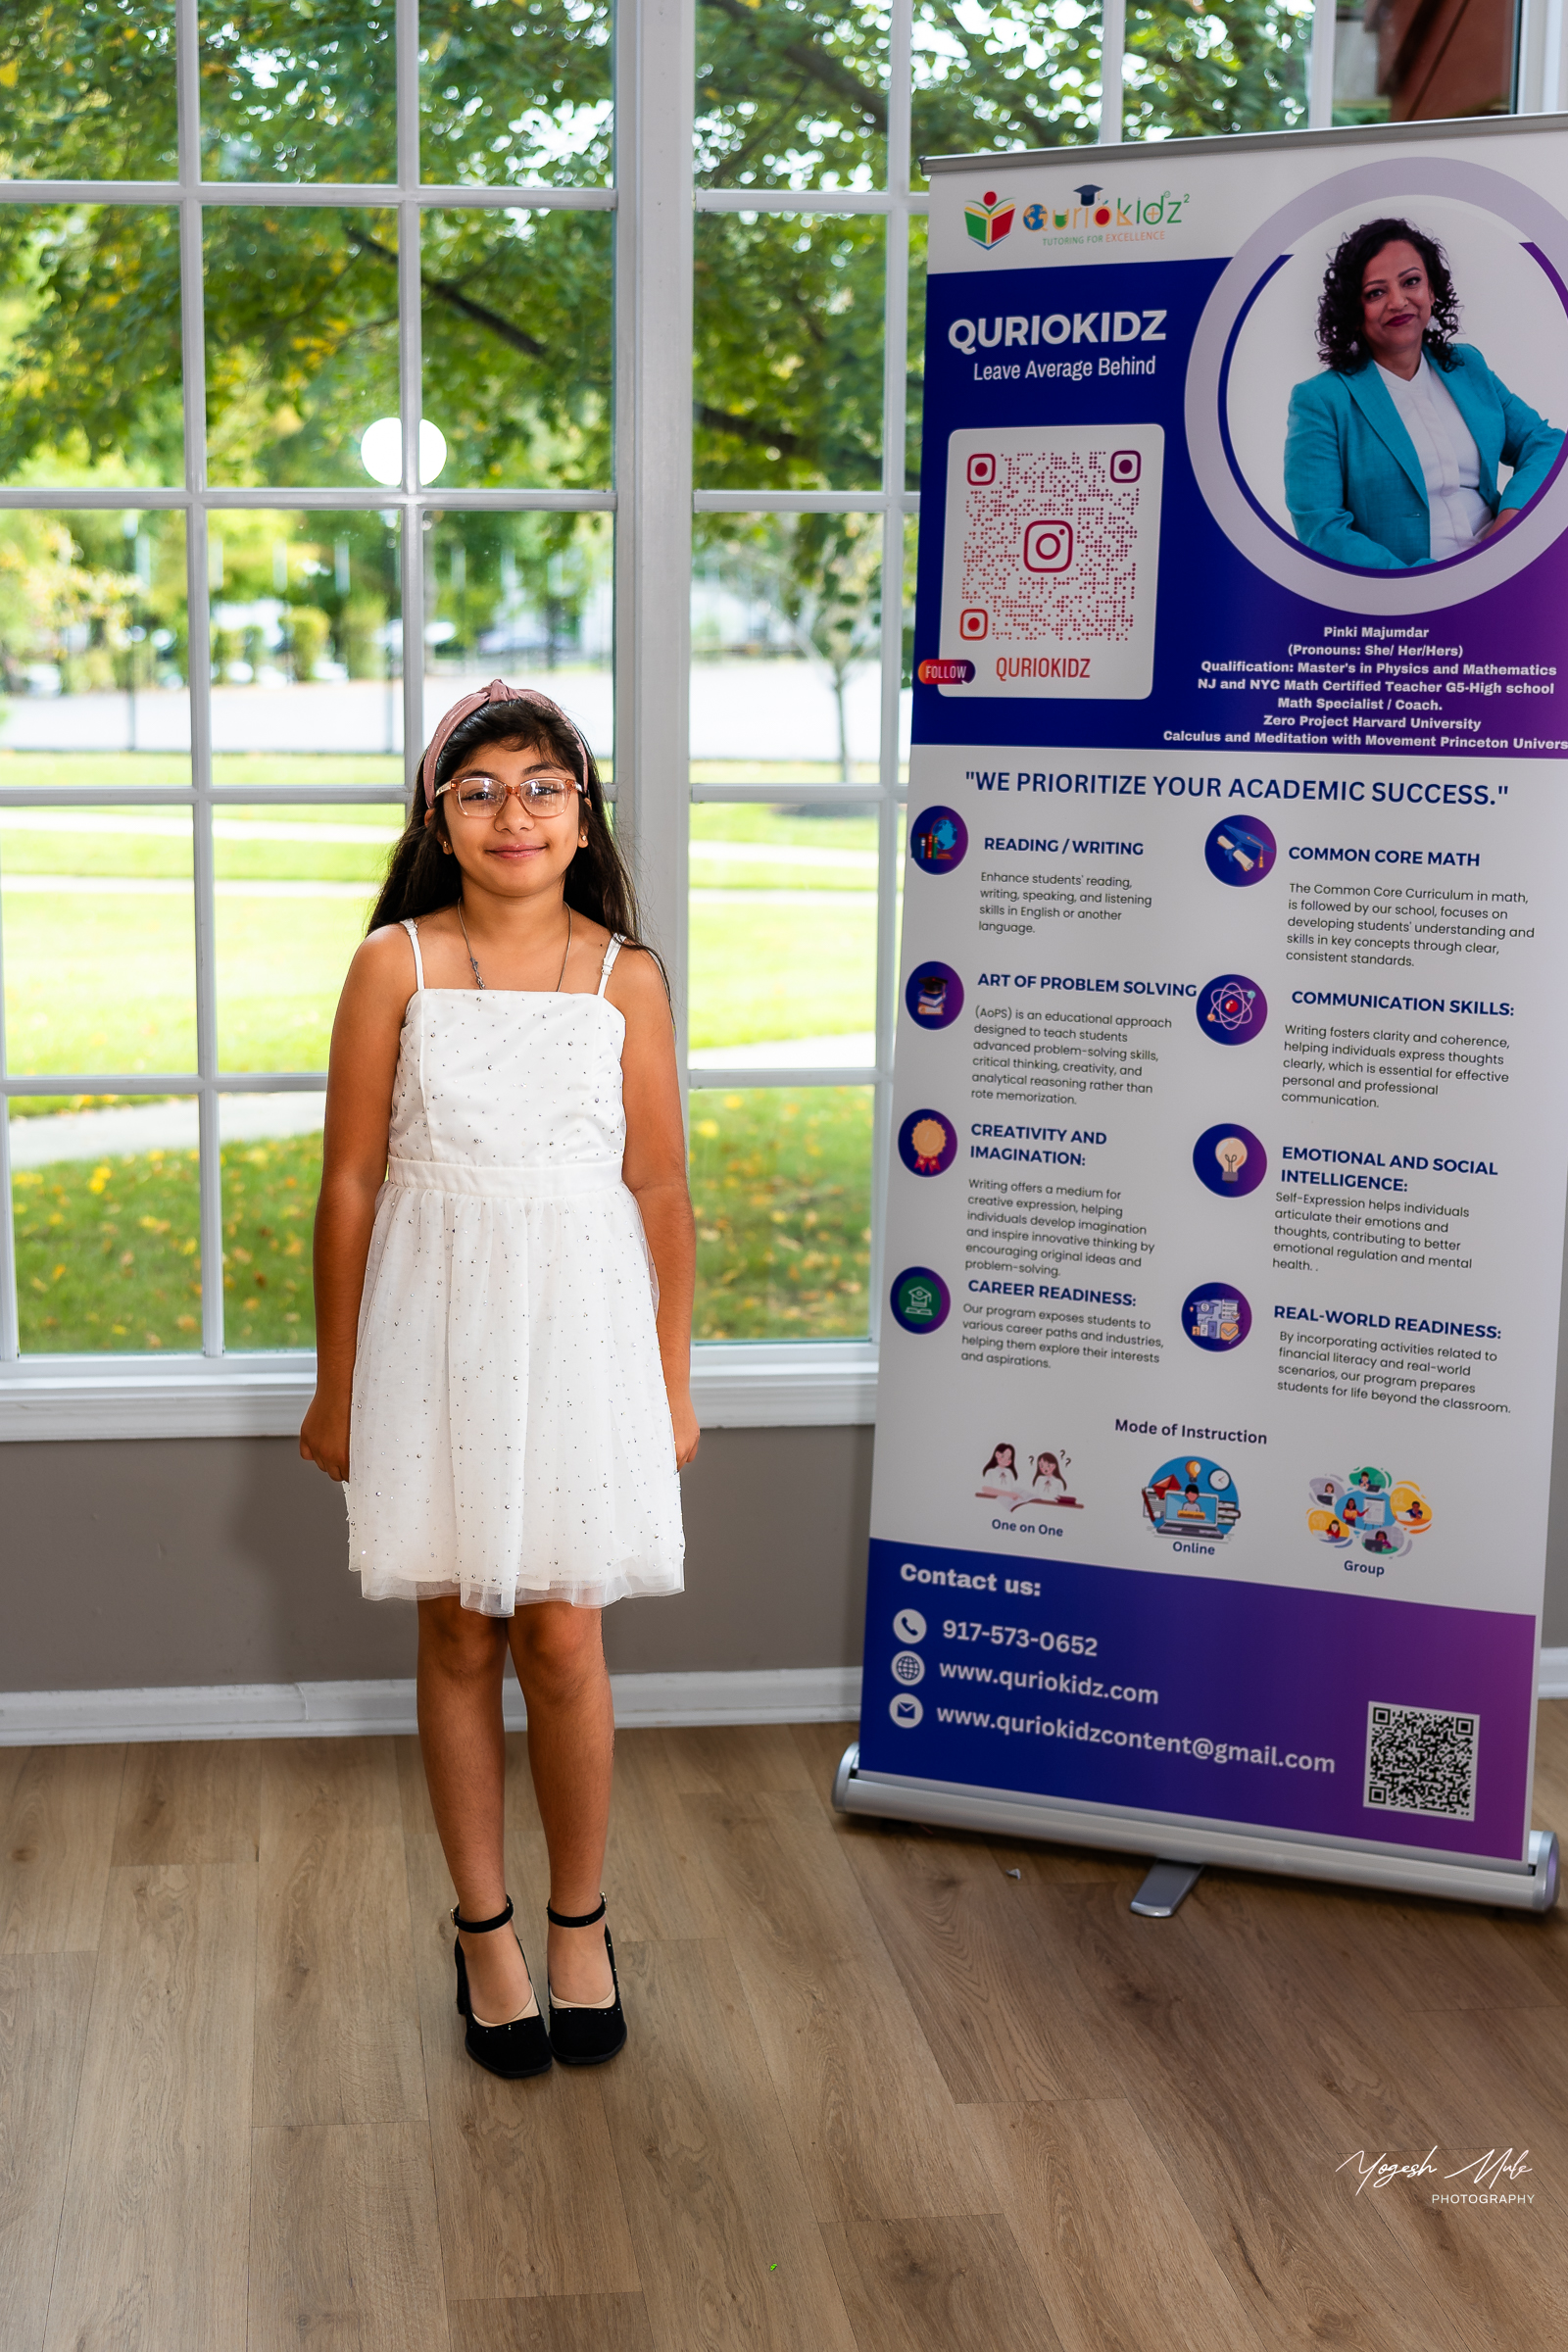 Quriokidz²
TUTORING FOR EXCELLENCE
QURIOKIDZ
Leave Average Behind
FOLLOW
QURIOKIDZ
Pinki Majumdar
(Pronouns: She/ Her/Hers)
Qualification: Master's in Physics and Mathematics
NJ and NYC Math Certified Teacher G5-High school
Math Specialist / Coach.
Zero Project Harvard University
Calculus and Meditation with Movement Princeton Univers
"WE PRIORITIZE YOUR ACADEMIC SUCCESS."
READING / WRITING
Enhance students' reading,
writing, speaking, and listening
skills in English or another
language.
COMMON CORE MATH
The Common Core Curriculum in math,
is followed by our school, focuses on
developing students' understanding and
skills in key concepts through clear,
consistent standards.
ART OF PROBLEM SOLVING
(AoPS) is an educational approach
designed to teach students
advanced problem-solving skills,
critical thinking, creativity, and
analytical reasoning rather than
rote memorization.
COMMUNICATION SKILLS:
Writing fosters clarity and coherence,
helping individuals express thoughts
clearly, which is essential for effective
personal and professional
communication.
CREATIVITY AND
IMAGINATION:
Writing offers a medium for
creative expression, helping
individuals develop imagination
and inspire innovative thinking by
encouraging original ideas and
problem-solving.
EMOTIONAL AND SOCIAL
INTELLIGENCE:
Self-Expression helps individuals
articulate their emotions and
thoughts, contributing to better
emotional regulation and mental
health. .
CAREER READINESS:
Our program exposes students to
various career paths and industries,
helping them explore their interests
and aspirations.
REAL-WORLD READINESS:
By incorporating activities related to
financial literacy and real-world
scenarios, our program prepares
students for life beyond the classroom.
Mode of Instruction
One on One
Online
Group
Contact us:
917-573-0652
www.quriokidz.com
www.quriokidzcontent@gmail.com
Yogesh Mule
PHOTOGRAPHY